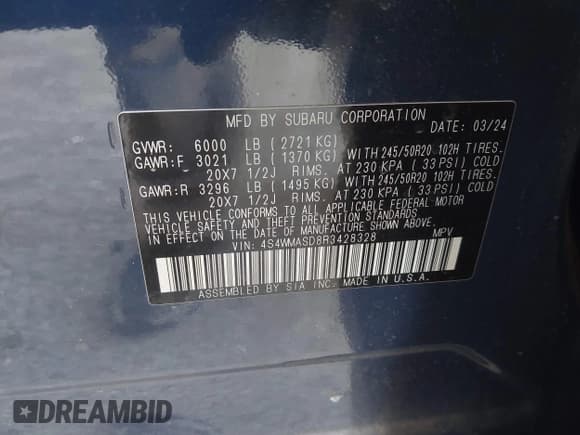 MFD BY SUBARU CORPORATION
DATE: 03/24
GVWR: 6000 LB ( 2721 KG)
GAWR:F 3021 LB ( 1370 KG) WITH 245/50R20 102H TIRES.
20X7 1/2J RIMS. AT 230 KPA ( 33 PSI) COLD
GAWR:R 3296 LB ( 1495 KG) WITH 245/50R20 102H TIRES.
20X7 1/2J RIMS. AT 230 KPA ( 33 PSI) COLD
THIS VEHICLE CONFORMS TO ALL APPLICABLE FEDERAL MOTOR
VEHICLE SAFETY AND THEFT PREVENTION STANDARDS
IN EFFECT ON THE DATE OF MANUFACTURE SHOWN ABOVE.
VIN: 4S4WMASD8R3428328 MPV
ASSEMBLED BY SIA INC. MADE IN U.S.A.
DREAMBID